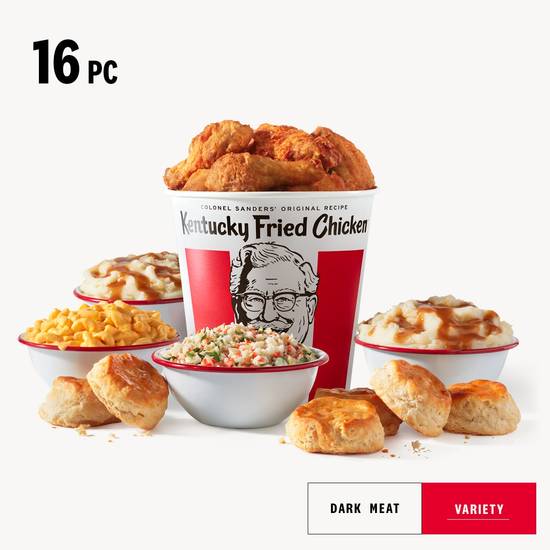 16 PC
COLONEL SANDERS' ORIGINAL RECIPE
Kentucky Fried Chicken
DARK MEAT
VARIETY